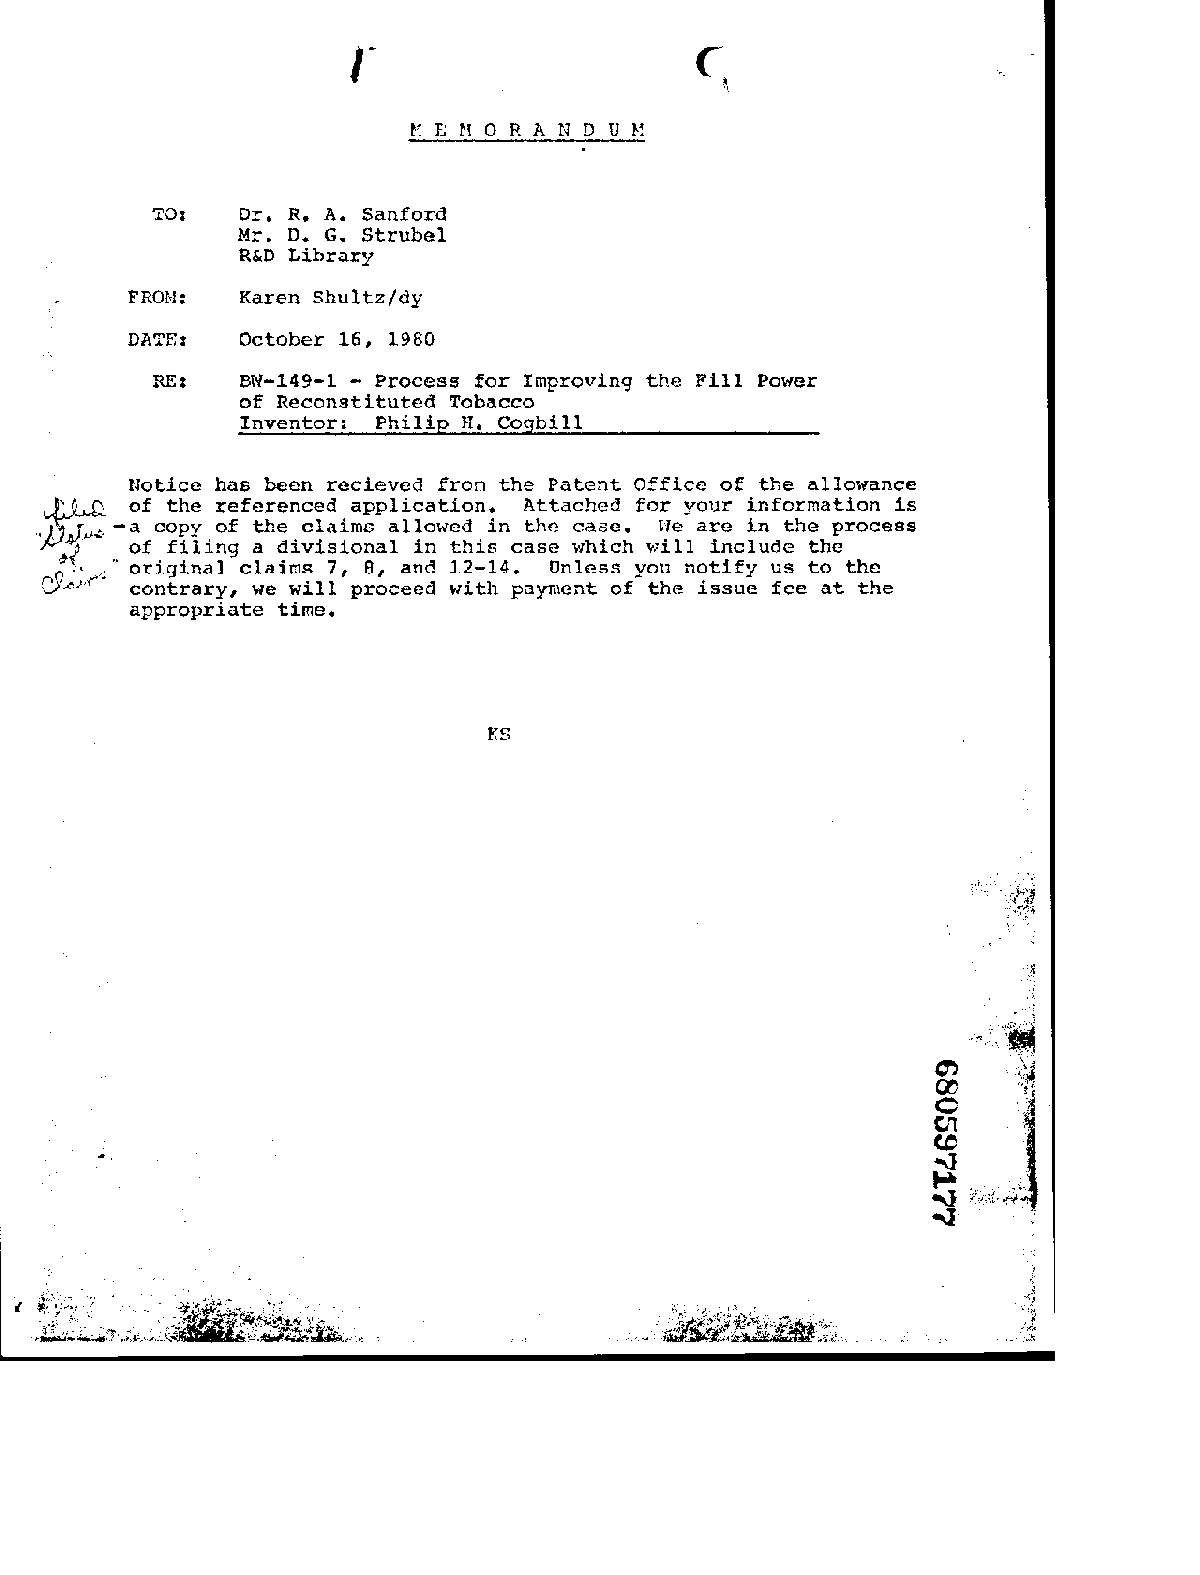 MEMORANDUM
TO: Dr. R. A. Sanford
Mr. D. G. Strubel
R&D Library
FROM: Karen Shultz/dy
DATE: October 16, 1980
RE: BW-149-1 - Process for Improving the Fill Power
of Reconstituted Tobacco
Inventor: Philip H. Cogbill
Notice has been recieved from the Patent Office of the allowance
of the referenced application. Attached for your information is
a copy of the claims allowed in the case. We are in the process
of filing a divisional in this case which will include the
original claims 7, 8, and 12-14. Unless you notify us to the
contrary, we will proceed with payment of the issue fee at the
appropriate time.
filed
"Status
of
Claims"
KS
680597177